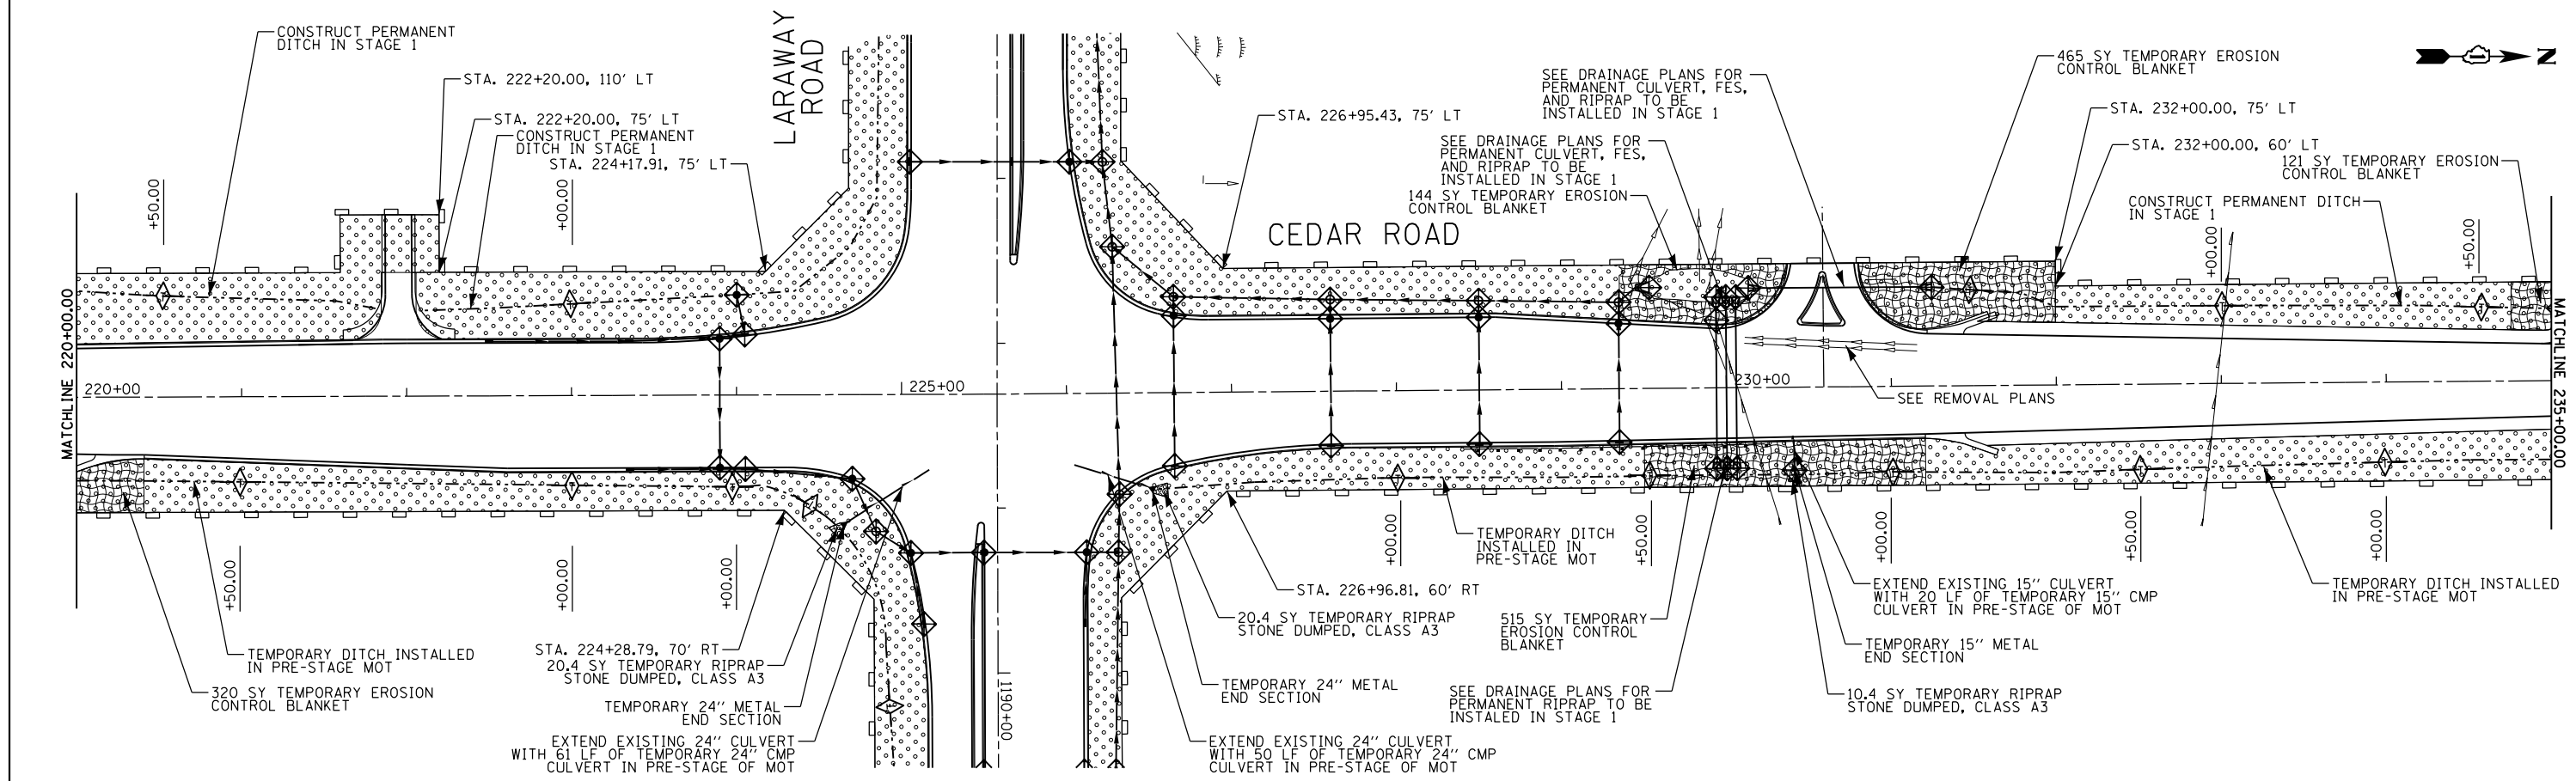 CONSTRUCT PERMANENT
DITCH IN STAGE 1
STA. 222+20.00, 110' LT
STA. 222+20.00, 75' LT
CONSTRUCT PERMANENT
DITCH IN STAGE 1
STA. 224+17.91, 75' LT
LARAWAY
ROAD
STA. 226+95.43, 75' LT
SEE DRAINAGE PLANS FOR
PERMANENT CULVERT, FES,
AND RIPRAP TO BE
INSTALLED IN STAGE 1
SEE DRAINAGE PLANS FOR
PERMANENT CULVERT, FES,
AND RIPRAP TO BE
INSTALLED IN STAGE 1
144 SY TEMPORARY EROSION
CONTROL BLANKET
465 SY TEMPORARY EROSION
CONTROL BLANKET
N
STA. 232+00.00, 75' LT
STA. 232+00.00, 60' LT
121 SY TEMPORARY EROSION
CONTROL BLANKET
CONSTRUCT PERMANENT DITCH
IN STAGE 1
CEDAR ROAD
+50.00
+00.00
+00.00
+50.00
MATCHLINE 220+00.00
220+00
225+00
230+00
SEE REMOVAL PLANS
MATCHLINE 235+00.00
+50.00
+00.00
+00.00
+00.00
+50.00
+00.00
+50.00
+00.00
TEMPORARY DITCH INSTALLED
IN PRE-STAGE MOT
320 SY TEMPORARY EROSION
CONTROL BLANKET
STA. 224+28.79, 70' RT
20.4 SY TEMPORARY RIPRAP
STONE DUMPED, CLASS A3
TEMPORARY 24" METAL
END SECTION
EXTEND EXISTING 24" CULVERT
WITH 61 LF OF TEMPORARY 24" CMP
CULVERT IN PRE-STAGE OF MOT
1190+00
TEMPORARY DITCH
INSTALLED IN
PRE-STAGE MOT
STA. 226+96.81, 60' RT
20.4 SY TEMPORARY RIPRAP
STONE DUMPED, CLASS A3
TEMPORARY 24" METAL
END SECTION
EXTEND EXISTING 24" CULVERT
WITH 50 LF OF TEMPORARY 24" CMP
CULVERT IN PRE-STAGE OF MOT
515 SY TEMPORARY
EROSION CONTROL
BLANKET
SEE DRAINAGE PLANS FOR
PERMANENT RIPRAP TO BE
INSTALED IN STAGE 1
EXTEND EXISTING 15" CULVERT
WITH 20 LF OF TEMPORARY 15" CMP
CULVERT IN PRE-STAGE OF MOT
TEMPORARY 15" METAL
END SECTION
10.4 SY TEMPORARY RIPRAP
STONE DUMPED, CLASS A3
TEMPORARY DITCH INSTALLED
IN PRE-STAGE MOT